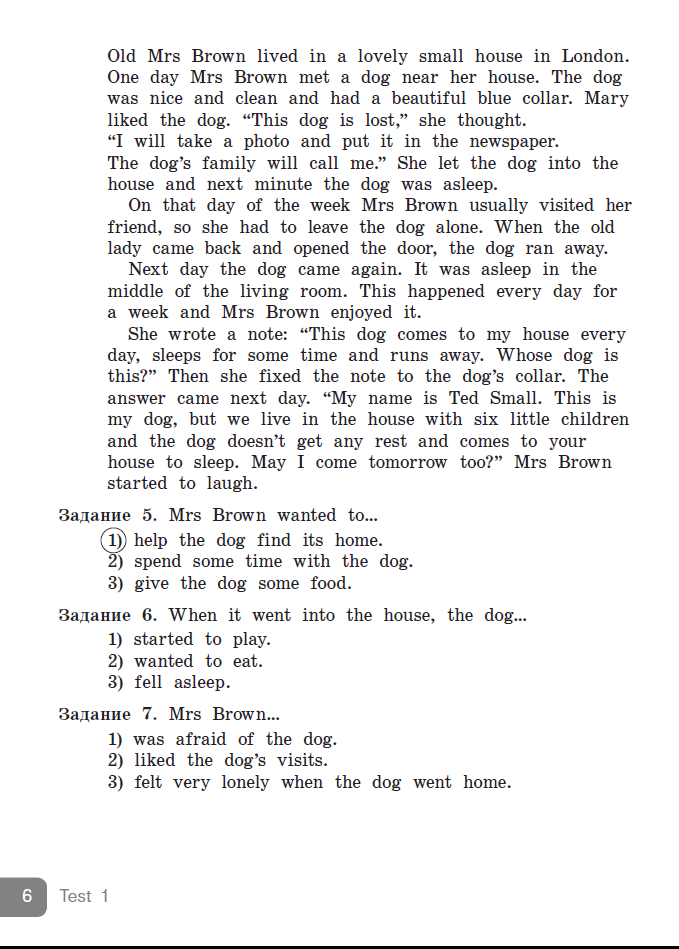 Old Mrs Brown lived in a lovely small house in London.
One day Mrs Brown met a dog near her house. The dog
was nice and clean and had a beautiful blue collar. Mary
liked the dog. “This dog is lost,” she thought.
“I will take a photo and put it in the newspaper.
The dog’s family will call me.” She let the dog into the
house and next minute the dog was asleep.
On that day of the week Mrs Brown usually visited her
friend, so she had to leave the dog alone. When the old
lady came back and opened the door, the dog ran away.
Next day the dog came again. It was asleep in the
middle of the living room. This happened every day for
a week and Mrs Brown enjoyed it.
She wrote a note: “This dog comes to my house every
day, sleeps for some time and runs away. Whose dog is
this?” Then she fixed the note to the dog’s collar. The
answer came next day. “My name is Ted Small. This is
my dog, but we live in the house with six little children
and the dog doesn’t get any rest and comes to your
house to sleep. May I come tomorrow too?” Mrs Brown
started to laugh.
Задание 5. Mrs Brown wanted to...
1) help the dog find its home.
2) spend some time with the dog.
3) give the dog some food.
Задание 6. When it went into the house, the dog...
1) started to play.
2) wanted to eat.
3) fell asleep.
Задание 7. Mrs Brown...
1) was afraid of the dog.
2) liked the dog’s visits.
3) felt very lonely when the dog went home.
6 Test 1